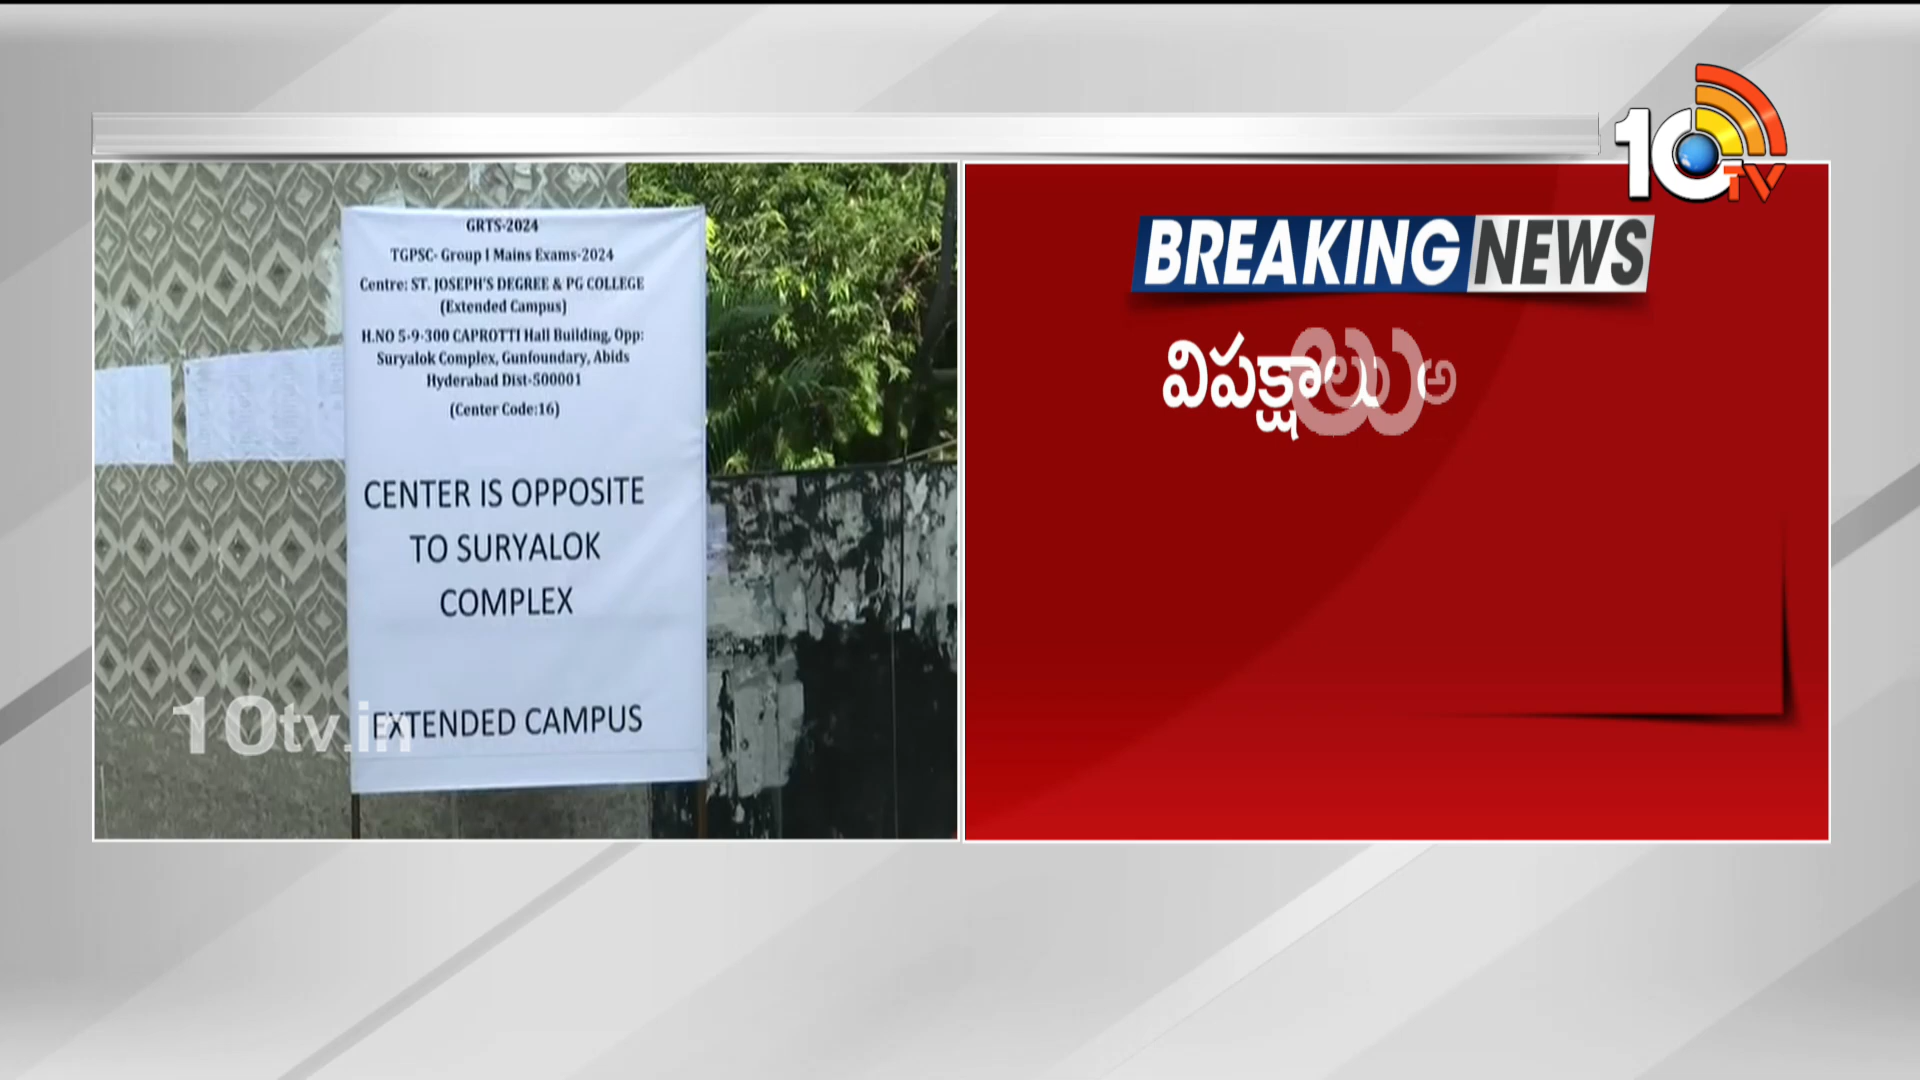 10TV
GRTS-2024
TGPSC- Group I Mains Exams-2024
Centre: ST. JOSEPH'S DEGREE & PG COLLEGE
(Extended Campus)
H.NO 5-9-300 CAPROTTI Hall Building, Opp:
Suryalok Complex, Gunfoundary, Abids
Hyderabad Dist-500001
(Center Code:16)
CENTER IS OPPOSITE
TO SURYALOK
COMPLEX
EXTENDED CAMPUS
10tv.in
BREAKING NEWS
విపక్షాలు అ